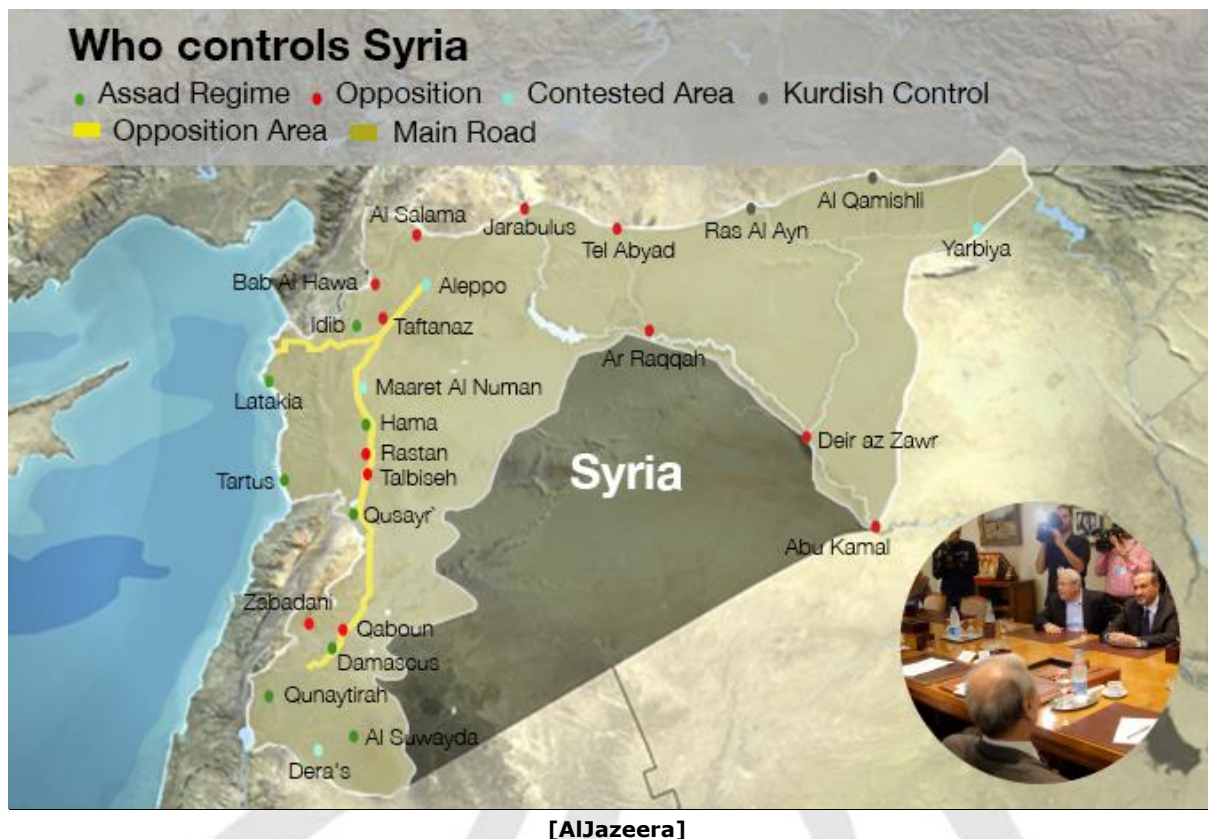 Who controls Syria
Assad Regime Opposition Contested Area Kurdish Control
Opposition Area Main Road
Al Qamishli
Al Salama
Jarabulus
Tel Abyad
Ras Al Ayn
Yarbiya
Bab Al Hawa
Aleppo
Idib
Taftanaz
Ar Raqqah
Maaret Al Numan
Latakia
Hama
Deir az Zawr
Rastan
Syria
Talbiseh
Tartus
Qusayr`
Abu Kamal
Zabadani
Qaboun
Damascus
Qunaytirah
Al Suwayda
Dera's
[AlJazeera]